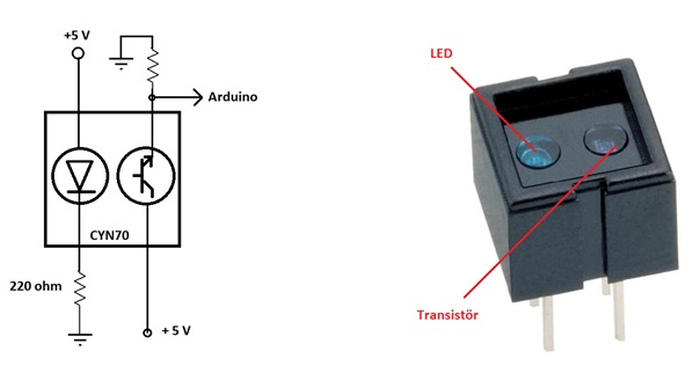 +5 V
Arduino
CYN70
220 ohm
+ 5 V
LED
Transistör